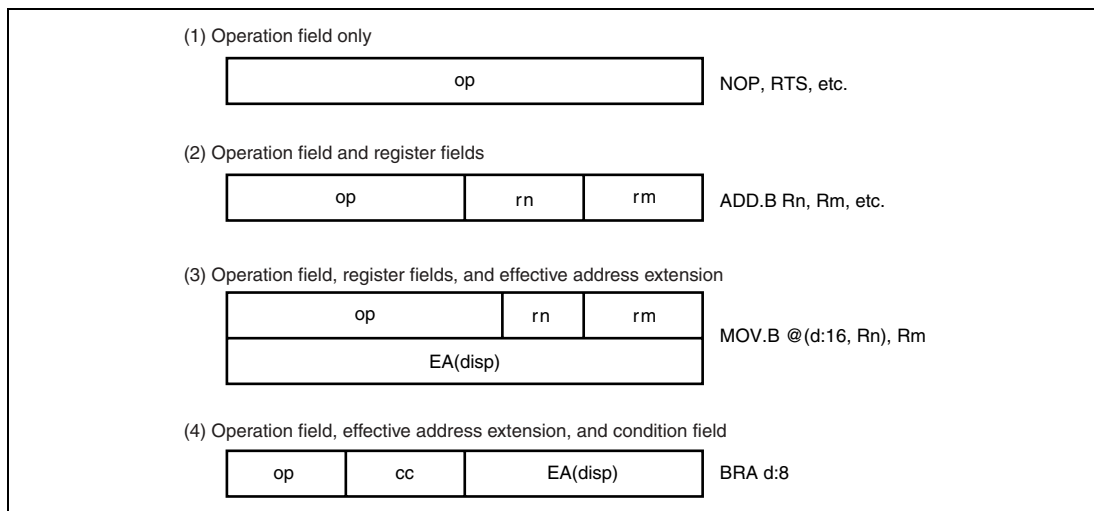 (1) Operation field only
op
NOP, RTS, etc.
(2) Operation field and register fields
op rn rm
ADD.B Rn, Rm, etc.
(3) Operation field, register fields, and effective address extension
op rn rm
EA(disp)
MOV.B @(d:16, Rn), Rm
(4) Operation field, effective address extension, and condition field
op cc EA(disp)
BRA d:8